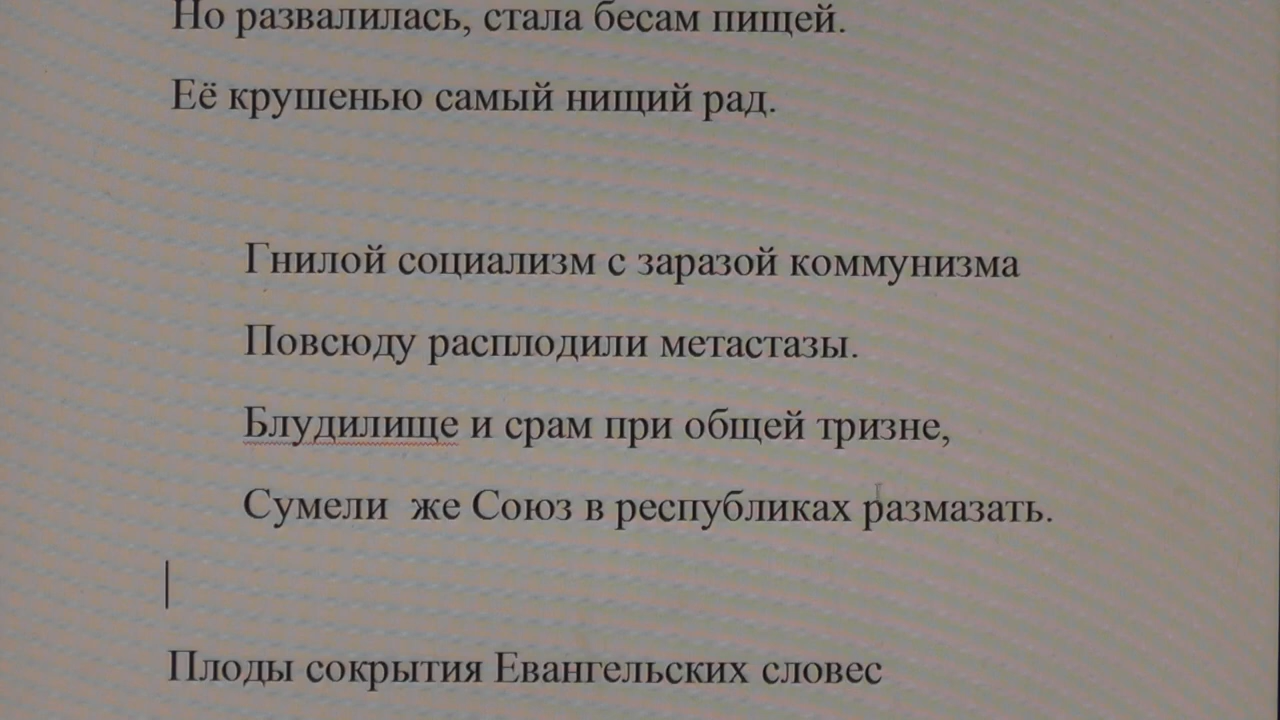 Но развалилась, стала бесам пищей.
Её крушенью самый нищий рад.
Гнилой социализм с заразой коммунизма
Повсюду расплодили метастазы.
Блудилище и срам при общей тризне,
Сумели  же Союз в республиках размазать.
Плоды сокрытия Евангельских словес